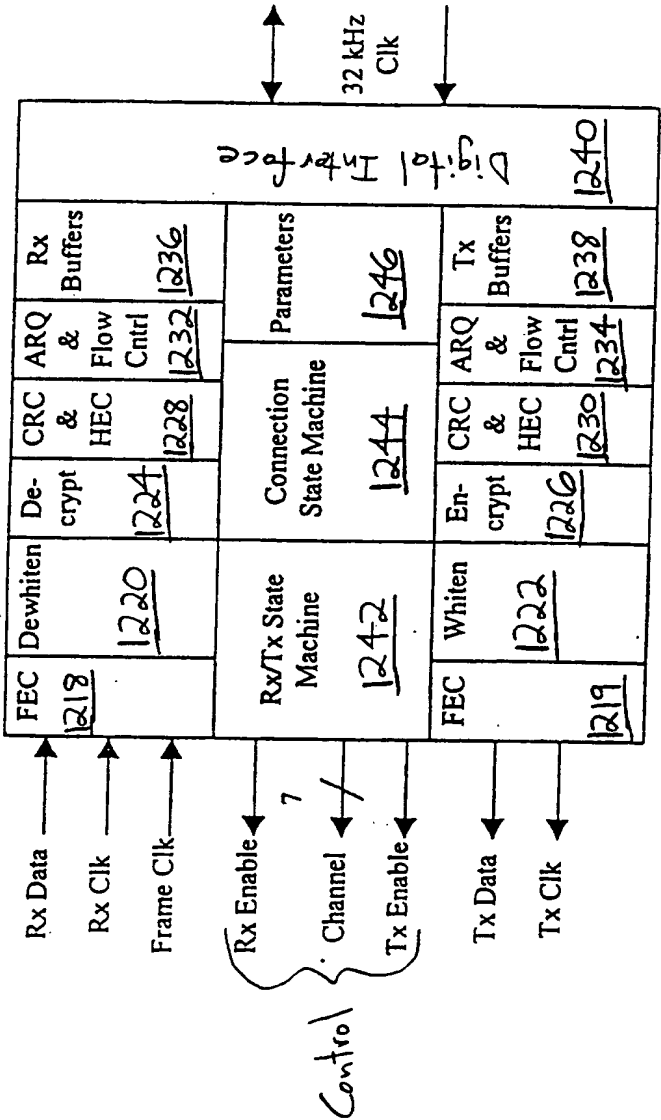 Rx Data
Rx Clk
Frame Clk
Control
Rx Enable
7
Channel
Tx Enable
Tx Data
Tx Clk
FEC
1218
Dewhiten
1220
De-
crypt
1224
CRC
&
HEC
1228
ARQ
&
Flow
Cntrl
1232
Rx
Buffers
1236
Rx/Tx State
Machine
1242
Connection
State Machine
1244
Parameters
1246
FEC
1219
Whiten
1222
En-
crypt
1226
CRC
&
HEC
1230
ARQ
&
Flow
Cntrl
1234
Tx
Buffers
1238
Digital Interface
1240
32 kHz
Clk